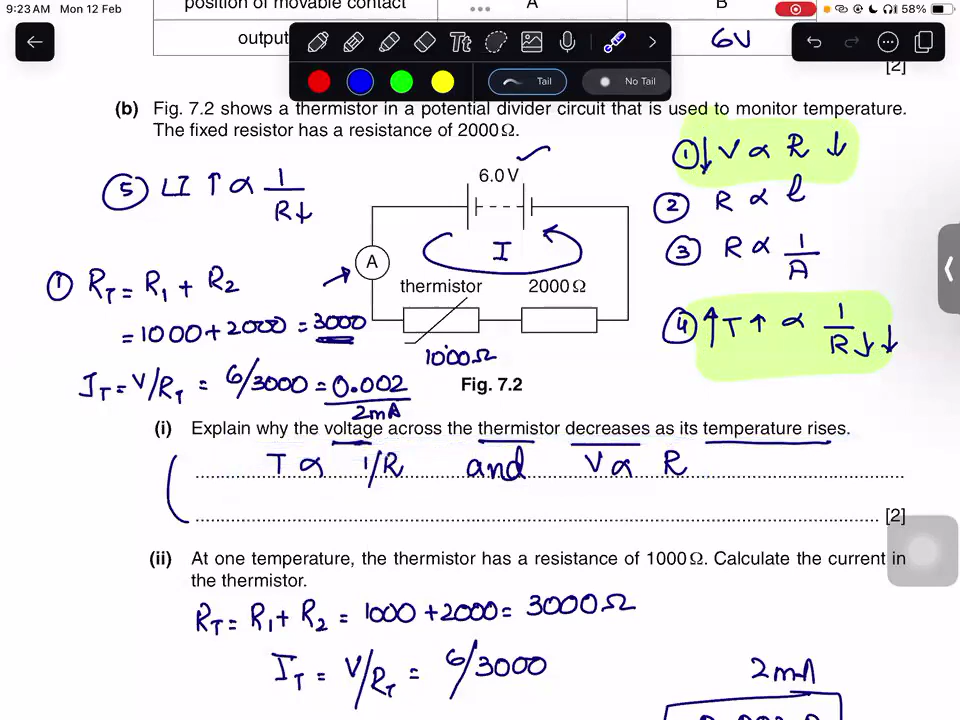 9:23 AM Mon 12 Feb
58%
position of movable contact A B
output 6V
Tt
Tail
No Tail
[2]
(b) Fig. 7.2 shows a thermistor in a potential divider circuit that is used to monitor temperature.
The fixed resistor has a resistance of 2000 Ω.
① ↓ V ∝ R ↓
② R ∝ l
③ R ∝ 1/A
④ ↑ T ↑ ∝ 1/R ↓ ↓
⑤ I ↑ ∝ 1/R ↓
6.0 V
I
A
thermistor 2000 Ω
1000Ω
Fig. 7.2
① R_T = R_1 + R_2
= 1000 + 2000 = 3000
I_T = V/R_T = 6/3000 = 0.002
2mA
(i) Explain why the voltage across the thermistor decreases as its temperature rises.
T ∝ 1/R and V ∝ R
[2]
(ii) At one temperature, the thermistor has a resistance of 1000 Ω. Calculate the current in
the thermistor.
R_T = R_1 + R_2 = 1000 + 2000 = 3000Ω
I_T = V/R_T = 6/3000
2mA